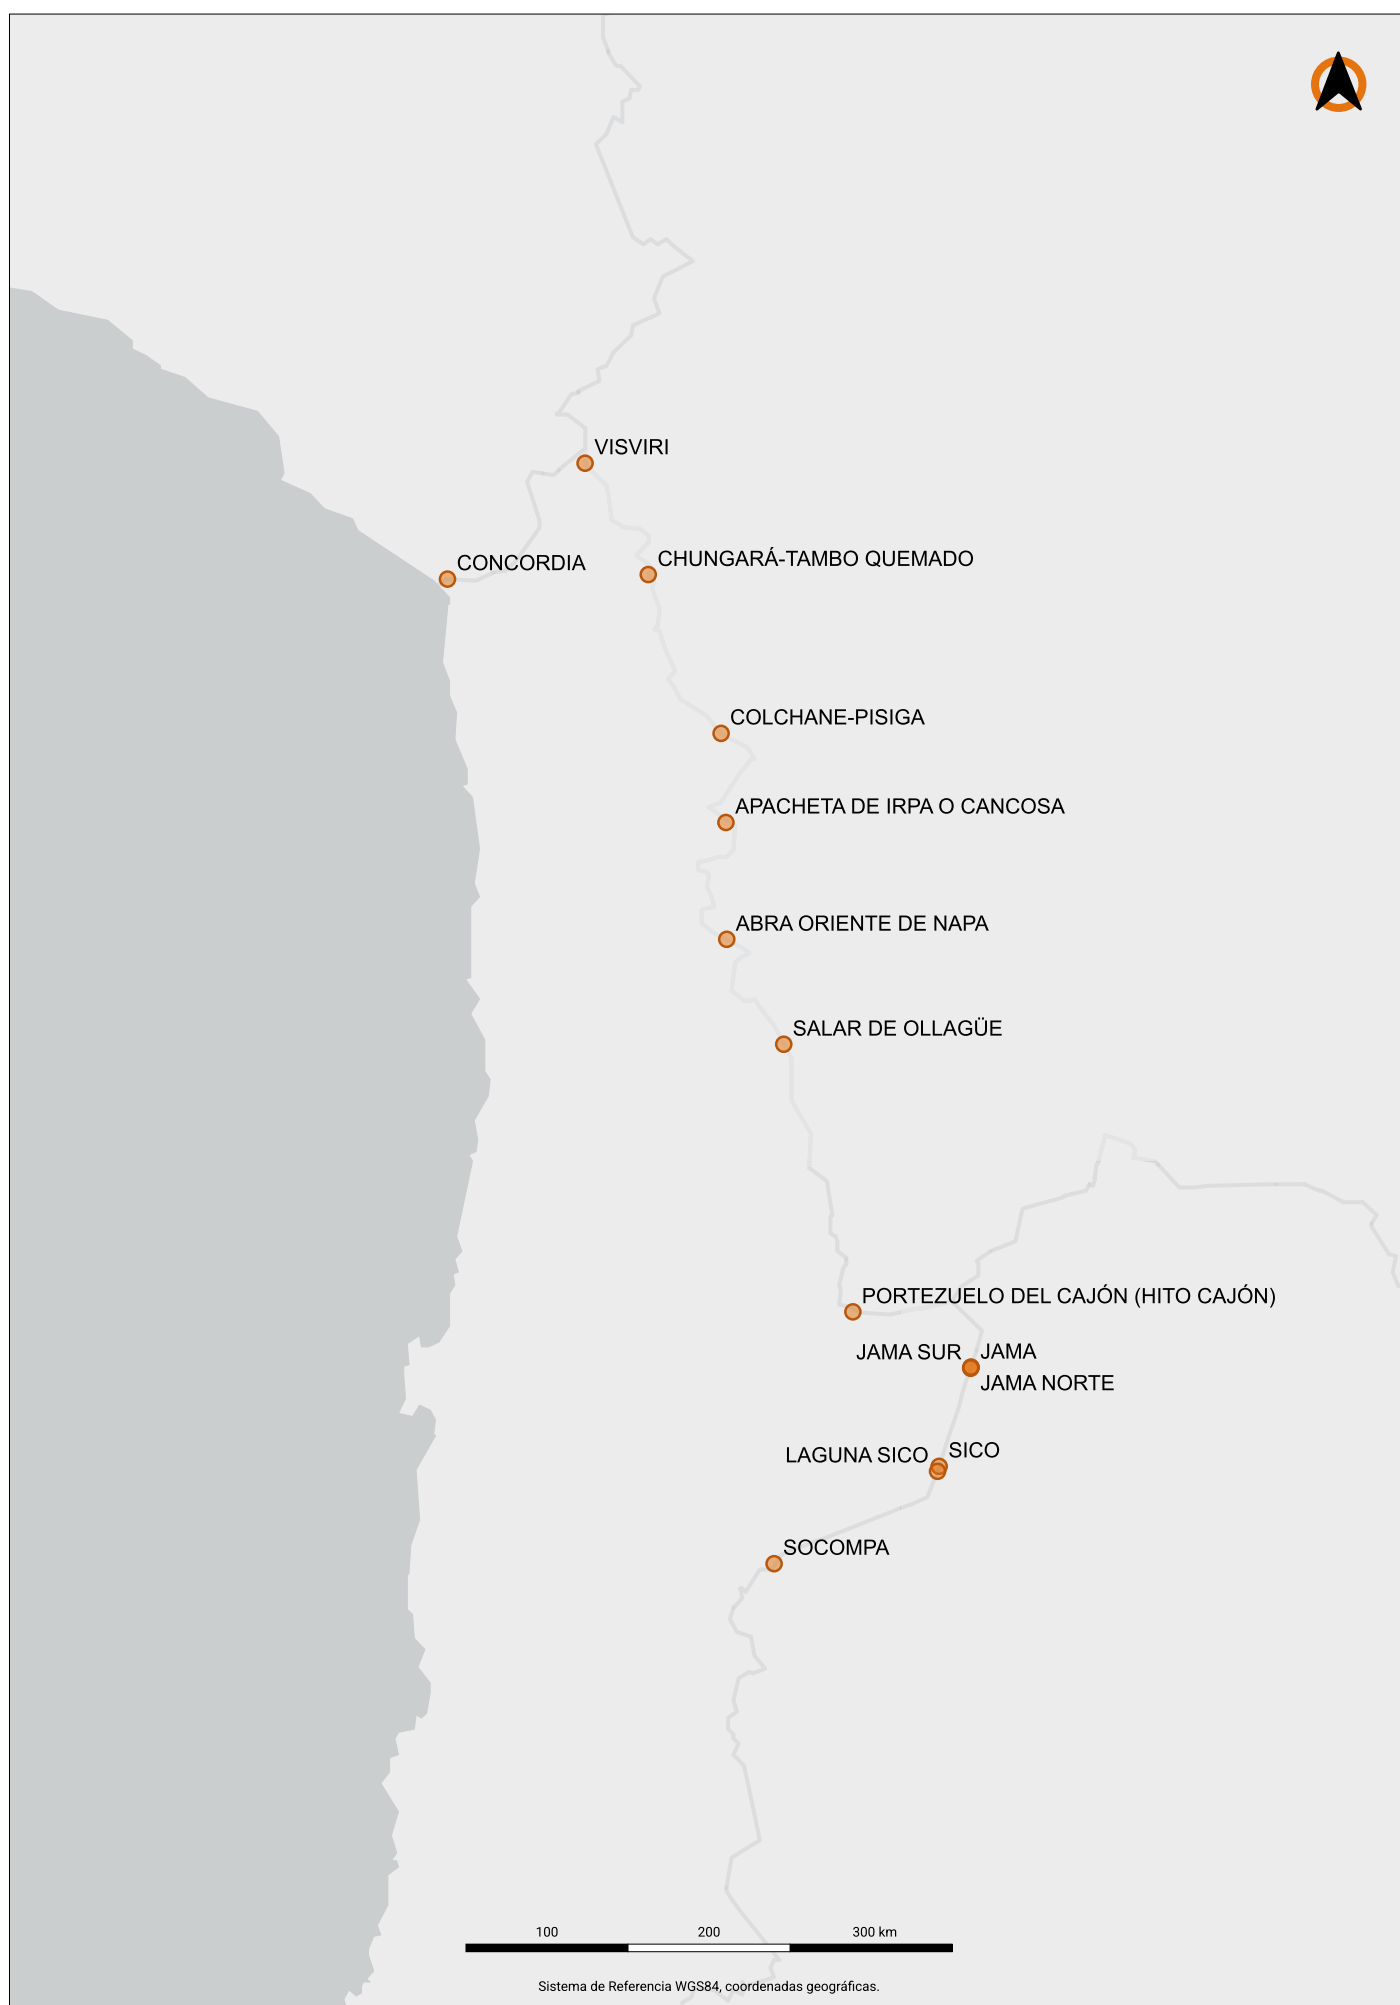 VISVIRI
CONCORDIA
CHUNGARÁ-TAMBO QUEMADO
COLCHANE-PISIGA
APACHETA DE IRPA O CANCOSA
ABRA ORIENTE DE NAPA
SALAR DE OLLAGÜE
PORTEZUELO DEL CAJÓN (HITO CAJÓN)
JAMA SUR
JAMA
JAMA NORTE
LAGUNA SICO
SICO
SOCOMPA
100 200 300 km
Sistema de Referencia WGS84, coordenadas geográficas.